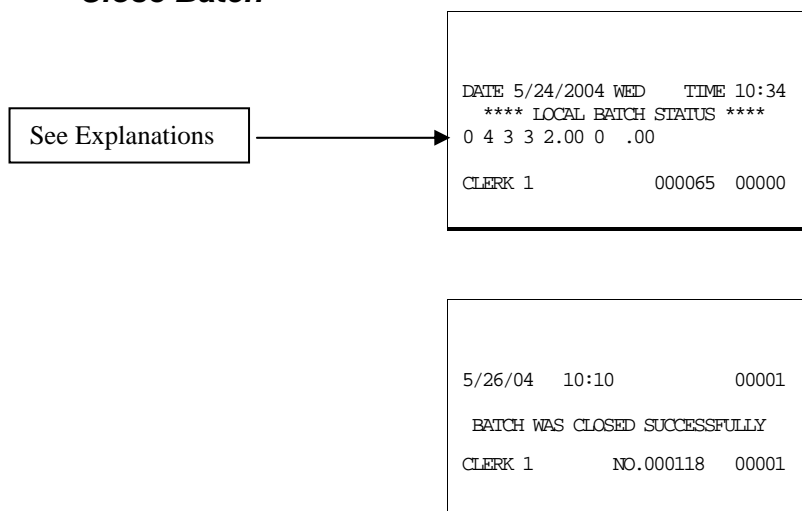 Close Batch
DATE 5/24/2004 WED TIME 10:34
**** LOCAL BATCH STATUS ****
See Explanations
0 4 3 3 2.00 0 .00
CLERK 1 000065 00000
5/26/04 10:10 00001
BATCH WAS CLOSED SUCCESSFULLY
CLERK 1 NO.000118 00001